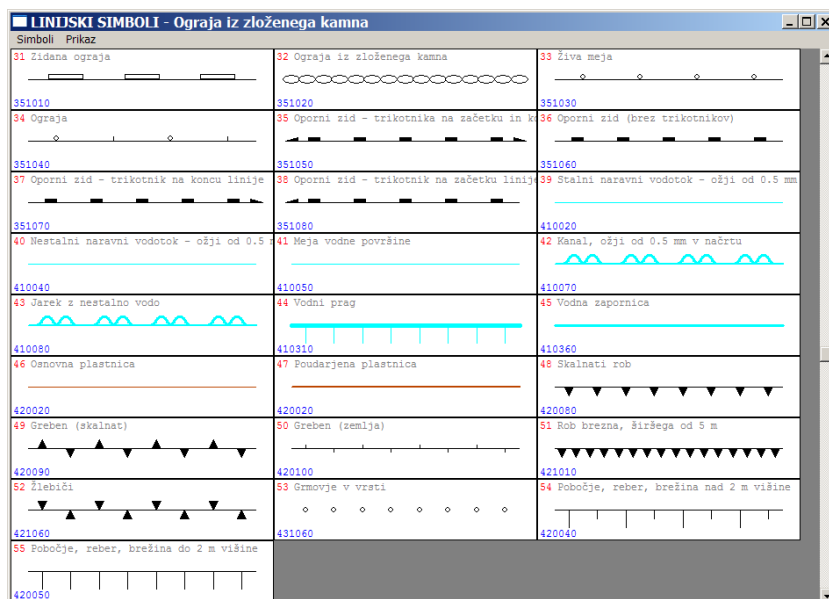 LINIJSKI SIMBOLI - Ograja iz zloženega kamna
Simboli Prikaz
31 Zidana ograja
351010
32 Ograja iz zloženega kamna
351020
33 Živa meja
351030
34 Ograja
351040
35 Oporni zid - trikotnika na začetku in
351050
36 Oporni zid (brez trikotnikov)
351060
37 Oporni zid - trikotnik na koncu linije
351070
38 Oporni zid - trikotnik na začetku linije
351080
39 Stalni naravni vodotok - ožji od 0.5 mm
410020
40 Nestalni naravni vodotok - ožji od 0.5
410040
41 Meja vodne površine
410050
42 Kanal, ožji od 0.5 mm v načrtu
410070
43 Jarek z nestalno vodo
410080
44 Vodni prag
410310
45 Vodna zapornica
410360
46 Osnovna plastnica
420020
47 Poudarjena plastnica
420020
48 Skalnati rob
420080
49 Greben (skalnat)
420090
50 Greben (zemlja)
420100
51 Rob brezna, širšega od 5 m
421010
52 Žlebiči
421060
53 Grmovje v vrsti
431060
54 Pobočje, reber, brežina nad 2 m višine
420040
55 Pobočje, reber, brežina do 2 m višine
420050